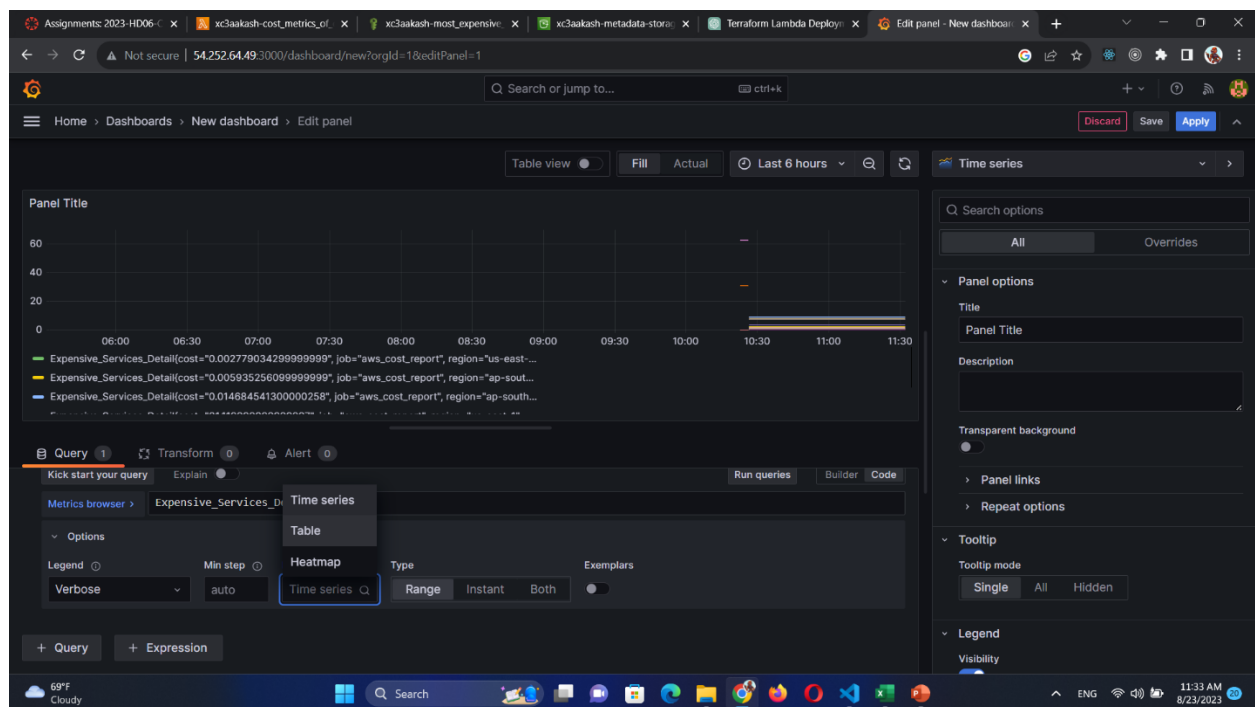 Assignments: 2023-HD06-C
xc3aakash-cost_metrics_of_
xc3aakash-most_expensive_
xc3aakash-metadata-storag
Terraform Lambda Deploym
Edit panel - New dashboard
Not secure | 54.252.64.49:3000/dashboard/new?orgId=1&editPanel=1
Search or jump to... ctrl+k
Home › Dashboards › New dashboard › Edit panel
Discard Save Apply
Table view Fill Actual Last 6 hours
Time series
Panel Title
60
40
20
0
06:00 06:30 07:00 07:30 08:00 08:30 09:00 09:30 10:00 10:30 11:00 11:30
Expensive_Services_Detail{cost="0.002779034299999999", job="aws_cost_report", region="us-east-...
Expensive_Services_Detail{cost="0.005935256099999999", job="aws_cost_report", region="ap-sout...
Expensive_Services_Detail{cost="0.014684541300000258", job="aws_cost_report", region="ap-south...
Query 1 Transform 0 Alert 0
Kick start your query Explain Run queries Builder Code
Metrics browser > Expensive_Services_D
Options
Legend Min step Type Exemplars
Verbose auto Time series Range Instant Both
Time series
Table
Heatmap
+ Query + Expression
Search options
All Overrides
Panel options
Title
Panel Title
Description
Transparent background
Panel links
Repeat options
Tooltip
Tooltip mode
Single All Hidden
Legend
Visibility
69°F
Cloudy
Search
ENG
11:33 AM
8/23/2023
20